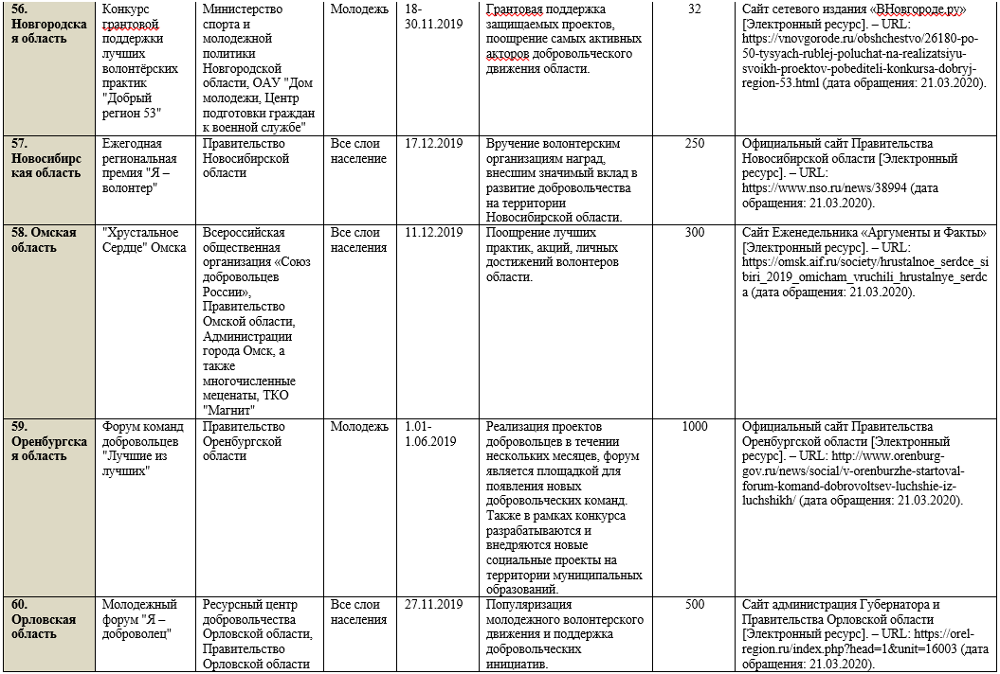 56.
Новгородска
я область
Конкурс
грантовой
поддержки
лучших
волонтёрских
практик
"Добрый
регион 53"
Министерство
спорта и
молодежной
политики
Новгородской
области, ОАУ "Дом
молодежи, Центр
подготовки граждан
к военной службе"
Молодежь
18-
30.11.2019
Грантовая поддержка
защищаемых проектов,
поощрение самых активных
акторов добровольческого
движения области.
32
Сайт сетевого издания «ВНовгороде.ру»
[Электронный ресурс]. – URL:
https://vnovgorode.ru/obshchestvo/26180-po-
50-tysyach-rublej-poluchat-na-realizatsiyu-
svoikh-proektov-pobediteli-konkursa-dobryj-
region-53.html (дата обращения: 21.03.2020).
57.
Новосибирс
кая область
Ежегодная
региональная
премия "Я –
волонтер"
Правительство
Новосибирской
области
Все слои
население
17.12.2019
Вручение волонтерским
организациям наград,
внесшим значимый вклад в
развитие добровольчества
на территории
Новосибирской области.
250
Официальный сайт Правительства
Новосибирской области [Электронный
ресурс]. – URL:
https://www.nso.ru/news/38994 (дата
обращения: 21.03.2020).
58. Омская
область
"Хрустальное
Сердце" Омска
Всероссийская
общественная
организация «Союз
добровольцев
России»,
Правительство
Омской области,
Администрации
города Омск, а
также
многочисленные
меценаты, ТКО
"Магнит"
Все слои
населения
11.12.2019
Поощрение лучших
практик, акций, личных
достижений волонтеров
области.
300
Сайт Еженедельника «Аргументы и Факты»
[Электронный ресурс]. – URL:
https://omsk.aif.ru/society/hrustalnoe_serdce_si
biri_2019_omicham_vruchili_hrustalnye_serdc
a (дата обращения: 21.03.2020).
59.
Оренбургска
я область
Форум команд
добровольцев
"Лучшие из
лучших"
Правительство
Оренбургской
области
Молодежь
1.01-
1.06.2019
Реализация проектов
добровольцев в течении
нескольких месяцев, форум
является площадкой для
появления новых
добровольческих команд.
Также в рамках конкурса
разрабатываются и
внедряются новые
социальные проекты на
территории муниципальных
образований.
1000
Официальный сайт Правительства
Оренбургской области [Электронный
ресурс]. – URL: http://www.orenburg-
gov.ru/news/social/v-orenburzhe-startoval-
forum-komand-dobrovoltsev-luchshie-iz-
luchshikh/ (дата обращения: 21.03.2020).
60.
Орловская
область
Молодежный
форум "Я –
доброволец"
Ресурсный центр
добровольчества
Орловской области,
Правительство
Орловской области
Все слои
населения
27.11.2019
Популяризация
молодежного волонтерского
движения и поддержка
добровольческих
инициатив.
500
Сайт администрации Губернатора и
Правительства Орловской области
[Электронный ресурс]. – URL: https://orel-
region.ru/index.php?head=1&unit=16003 (дата
обращения: 21.03.2020).